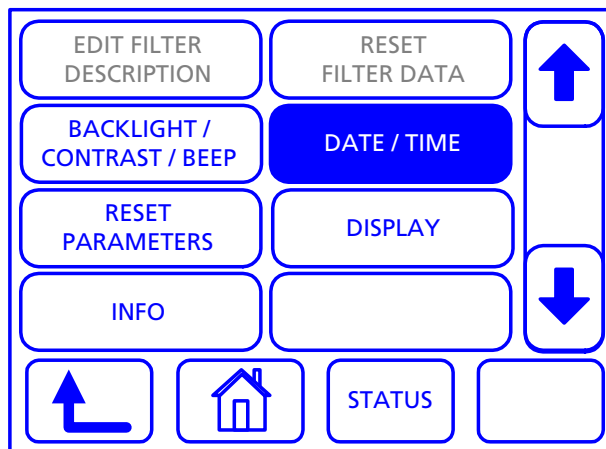 EDIT FILTER
DESCRIPTION
RESET
FILTER DATA
BACKLIGHT /
CONTRAST / BEEP
DATE / TIME
RESET
PARAMETERS
DISPLAY
INFO
STATUS